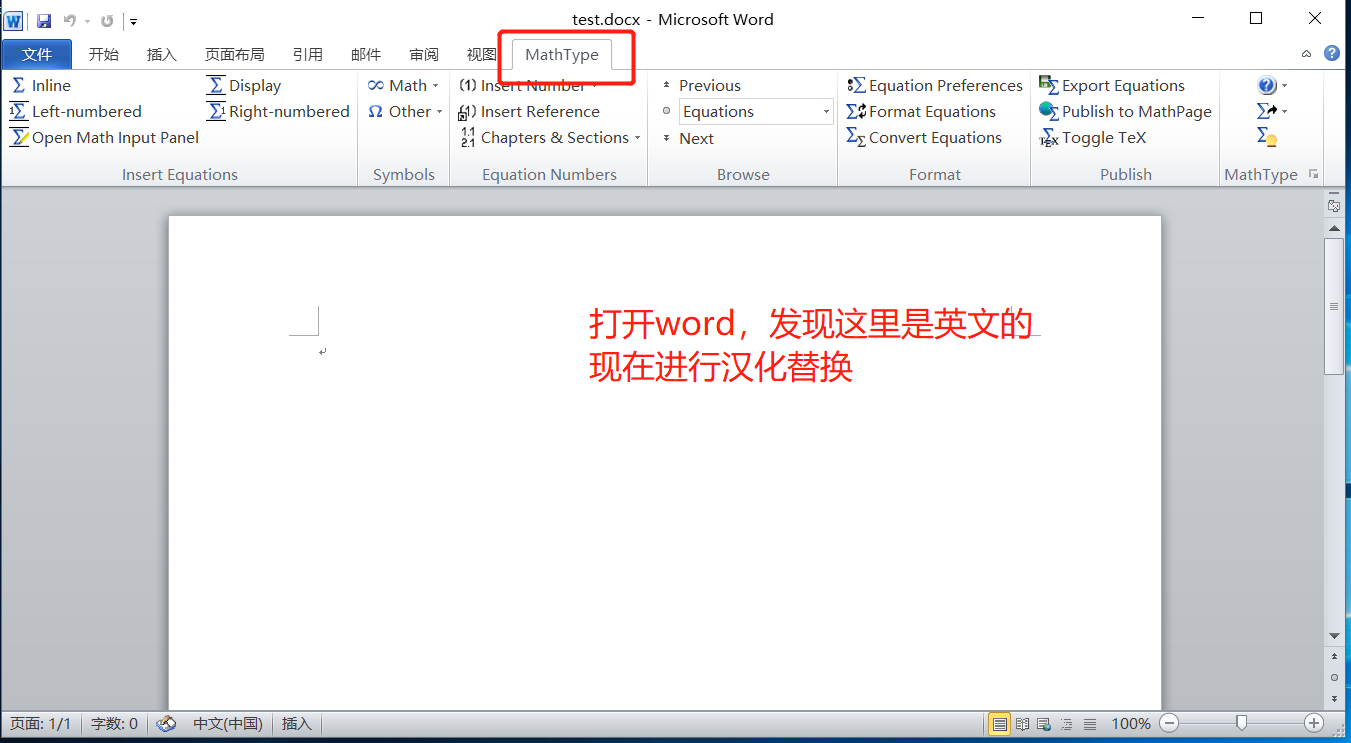 test.docx - Microsoft Word
文件 开始 插入 页面布局 引用 邮件 审阅 视图 MathType
Inline Display Math (1) Insert Number Previous Equation Preferences Export Equations
Left-numbered Right-numbered Other Insert Reference Equations Format Equations Publish to MathPage
Open Math Input Panel Chapters & Sections Next Convert Equations Toggle TeX
Insert Equations Symbols Equation Numbers Browse Format Publish MathType
打开word，发现这里是英文的
现在进行汉化替换
页面: 1/1 字数: 0 中文(中国) 插入 100%